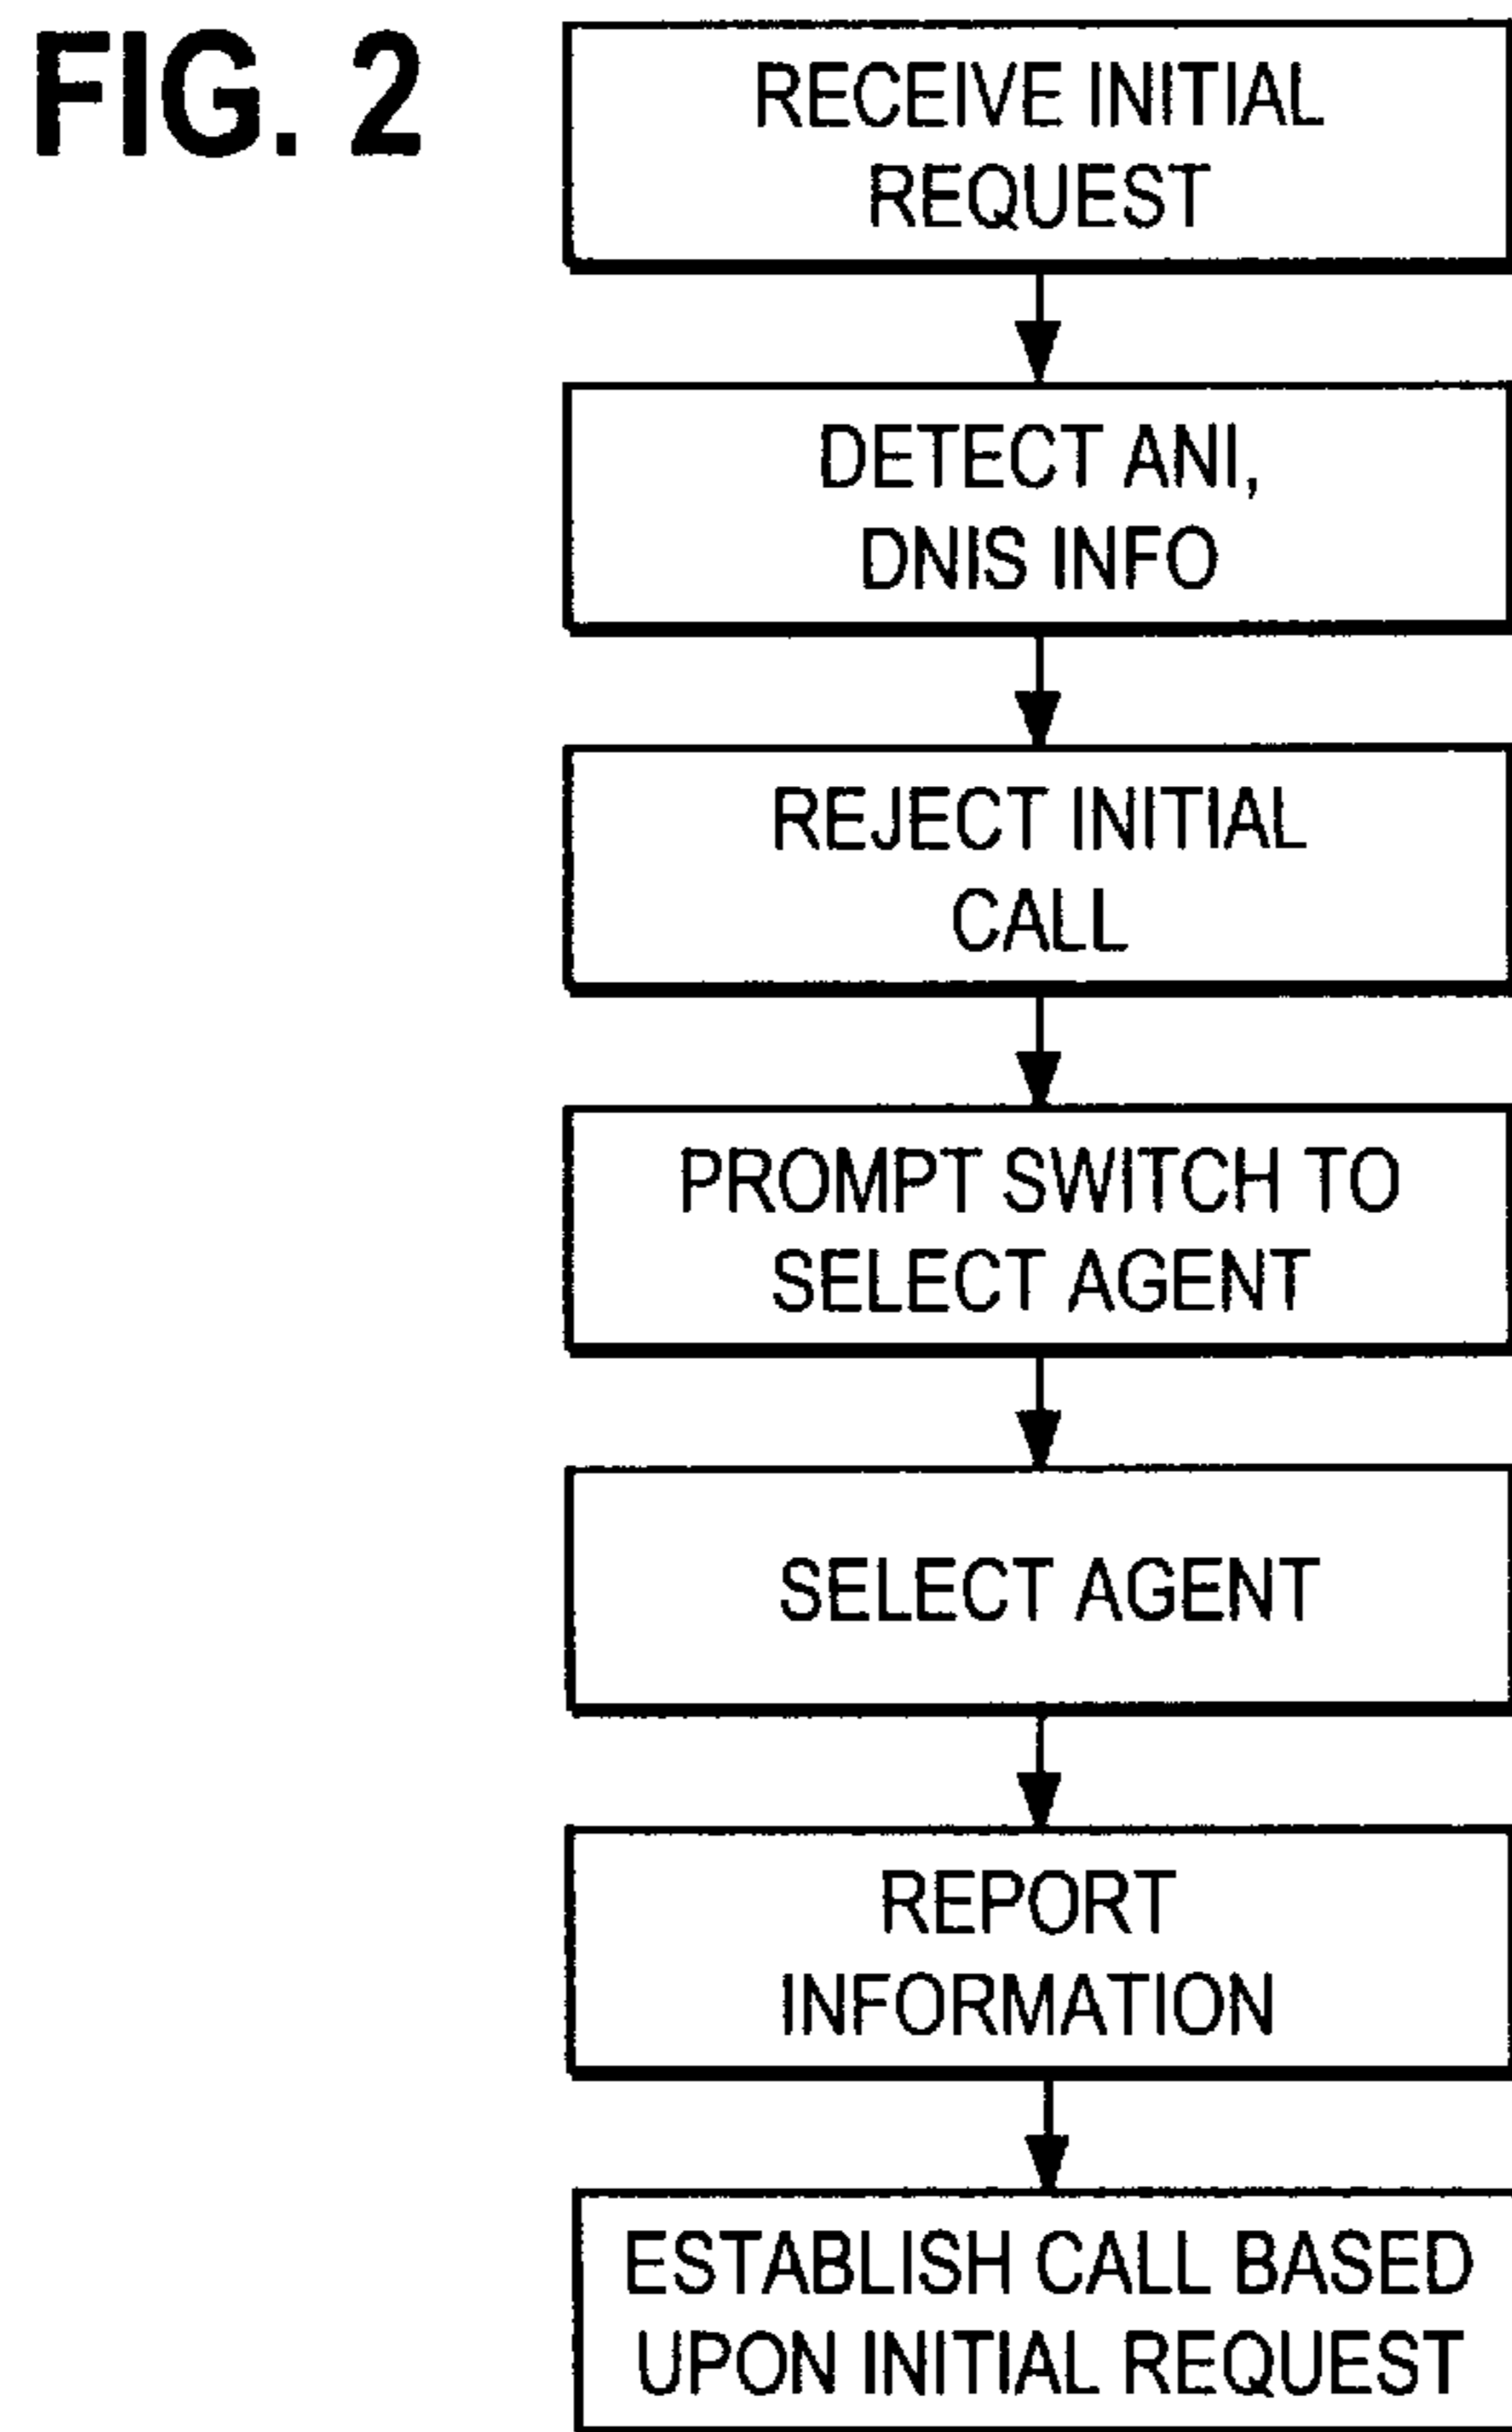 FIG. 2
RECEIVE INITIAL
REQUEST
DETECT ANI,
DNIS INFO
REJECT INITIAL
CALL
PROMPT SWITCH TO
SELECT AGENT
SELECT AGENT
REPORT
INFORMATION
ESTABLISH CALL BASED
UPON INITIAL REQUEST